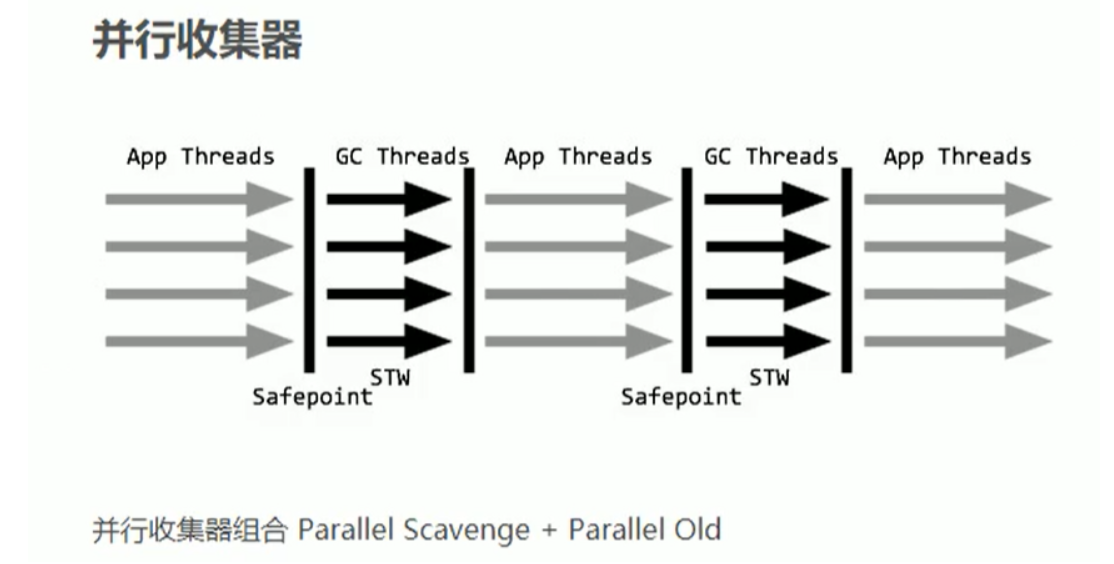 并行收集器
App Threads GC Threads App Threads GC Threads App Threads
STW STW
Safepoint Safepoint
并行收集器组合 Parallel Scavenge + Parallel Old